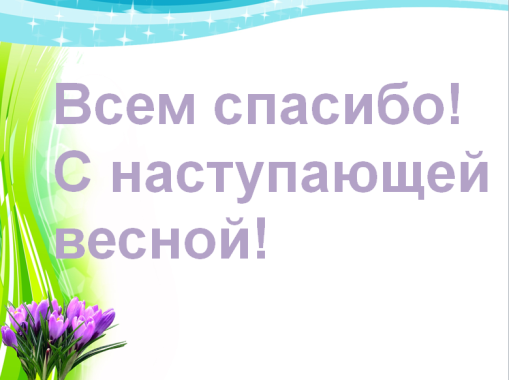 Всем спасибо!
С наступающей
весной!